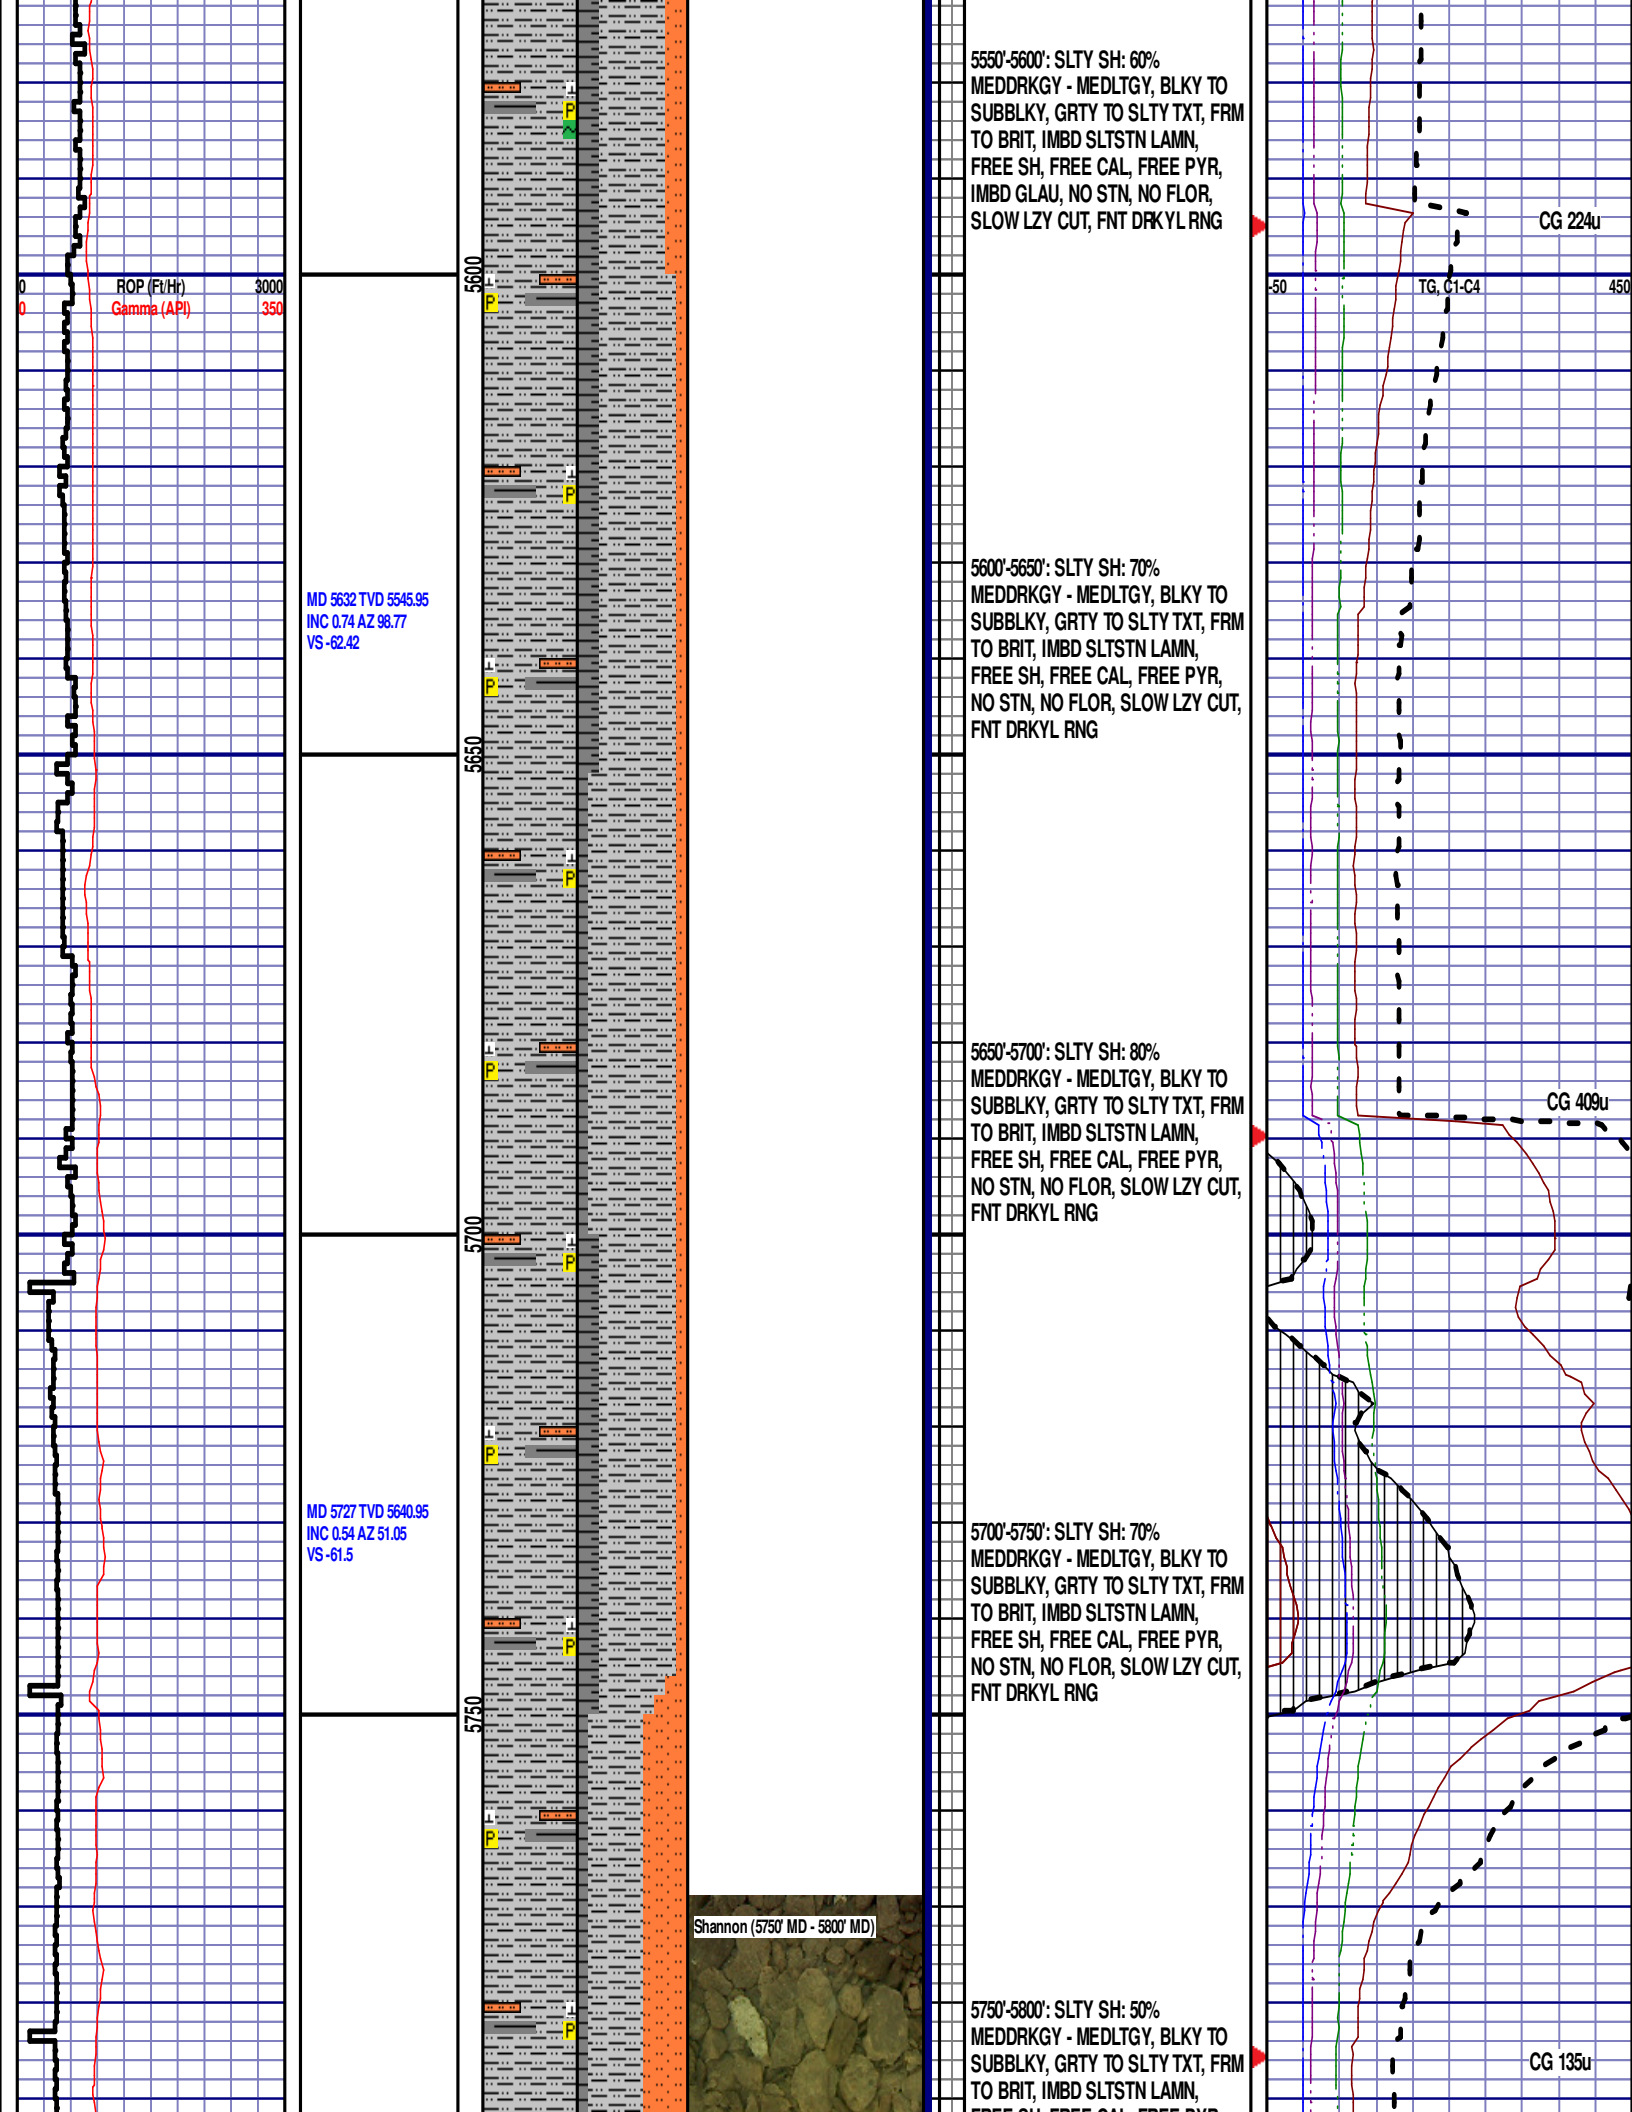 5550'-5600': SLTY SH: 60%
MEDDRKGY - MEDLTGY, BLKY TO
SUBBLKY, GRTY TO SLTY TXT, FRM
TO BRIT, IMBD SLTSTN LAMN,
FREE SH, FREE CAL, FREE PYR,
IMBD GLAU, NO STN, NO FLOR,
SLOW LZY CUT, FNT DRKYL RNG
CG 224u
5600
0 ROP (Ft/Hr) 3000
0 Gamma (API) 350
-50 TG, C1-C4 450
P
P
P
MD 5632 TVD 5545.95
INC 0.74 AZ 98.77
VS -62.42
5600'-5650': SLTY SH: 70%
MEDDRKGY - MEDLTGY, BLKY TO
SUBBLKY, GRTY TO SLTY TXT, FRM
TO BRIT, IMBD SLTSTN LAMN,
FREE SH, FREE CAL, FREE PYR,
NO STN, NO FLOR, SLOW LZY CUT,
FNT DRKYL RNG
P
5650
P
P
5650'-5700': SLTY SH: 80%
MEDDRKGY - MEDLTGY, BLKY TO
SUBBLKY, GRTY TO SLTY TXT, FRM
TO BRIT, IMBD SLTSTN LAMN,
FREE SH, FREE CAL, FREE PYR,
NO STN, NO FLOR, SLOW LZY CUT,
FNT DRKYL RNG
CG 409u
5700
P
P
MD 5727 TVD 5640.95
INC 0.54 AZ 51.05
VS -61.5
5700'-5750': SLTY SH: 70%
MEDDRKGY - MEDLTGY, BLKY TO
SUBBLKY, GRTY TO SLTY TXT, FRM
TO BRIT, IMBD SLTSTN LAMN,
FREE SH, FREE CAL, FREE PYR,
NO STN, NO FLOR, SLOW LZY CUT,
FNT DRKYL RNG
P
5750
P
Shannon (5750' MD - 5800' MD)
P
5750'-5800': SLTY SH: 50%
MEDDRKGY - MEDLTGY, BLKY TO
SUBBLKY, GRTY TO SLTY TXT, FRM
TO BRIT, IMBD SLTSTN LAMN,
CG 135u